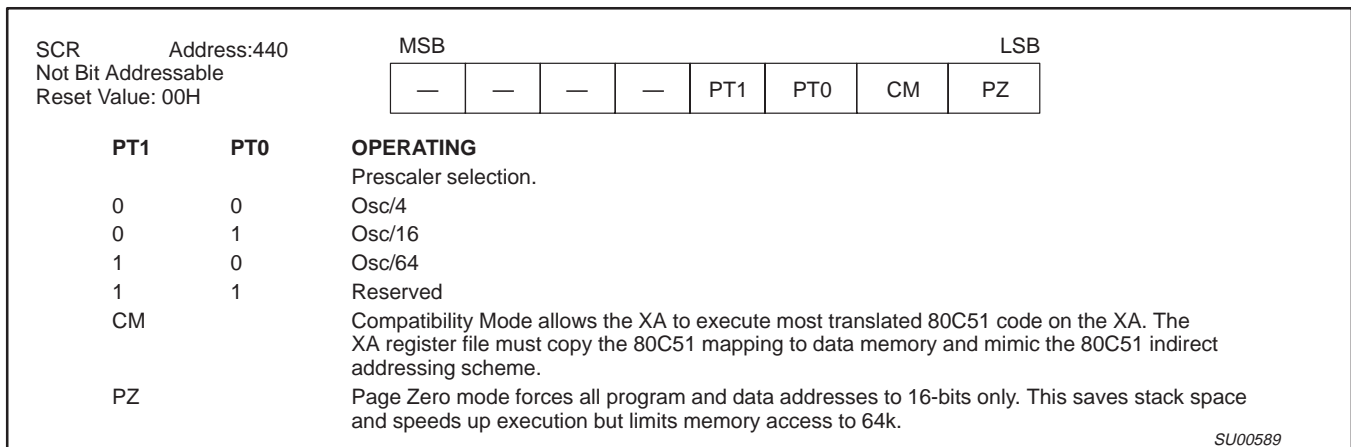 SCR Address:440 MSB LSB
Not Bit Addressable
Reset Value: 00H
— — — — PT1 PT0 CM PZ
PT1 PT0 OPERATING
Prescaler selection.
0 0 Osc/4
0 1 Osc/16
1 0 Osc/64
1 1 Reserved
CM Compatibility Mode allows the XA to execute most translated 80C51 code on the XA. The
XA register file must copy the 80C51 mapping to data memory and mimic the 80C51 indirect
addressing scheme.
PZ Page Zero mode forces all program and data addresses to 16-bits only. This saves stack space
and speeds up execution but limits memory access to 64k.
SU00589